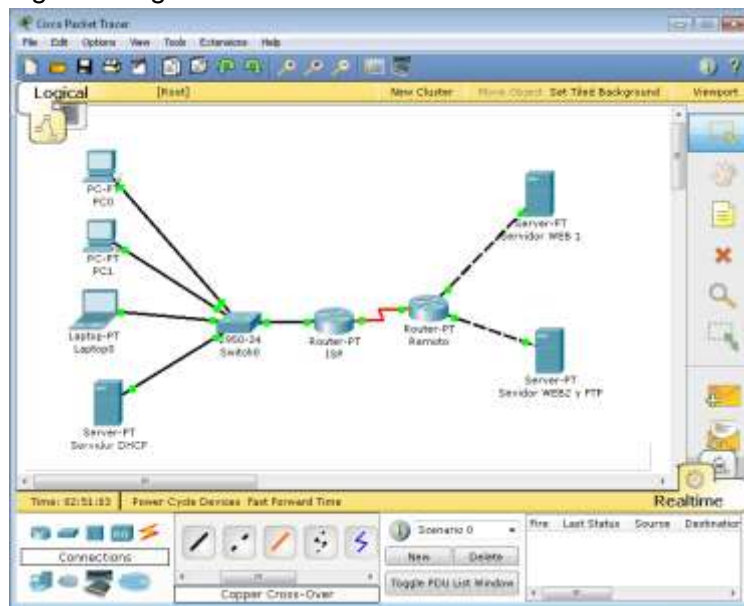 Cisco Packet Tracer
File Edit Options View Tools Extensions Help
Logical [Root] New Cluster Move Object Set Tiled Background Viewport
PC-PT
PC0
PC-PT
PC1
Laptop-PT
Laptop0
Server-PT
Servidor DHCP
2950-24
Switch0
Router-PT
ISP
Router-PT
Remoto
Server-PT
Servidor WEB 1
Server-PT
Servidor WEB2 y FTP
Time: Power Cycle Devices Fast Forward Time Realtime
Connections
Copper Cross-Over
Scenario 0
New Delete
Toggle PDU List Window
Fire Last Status Source Destination